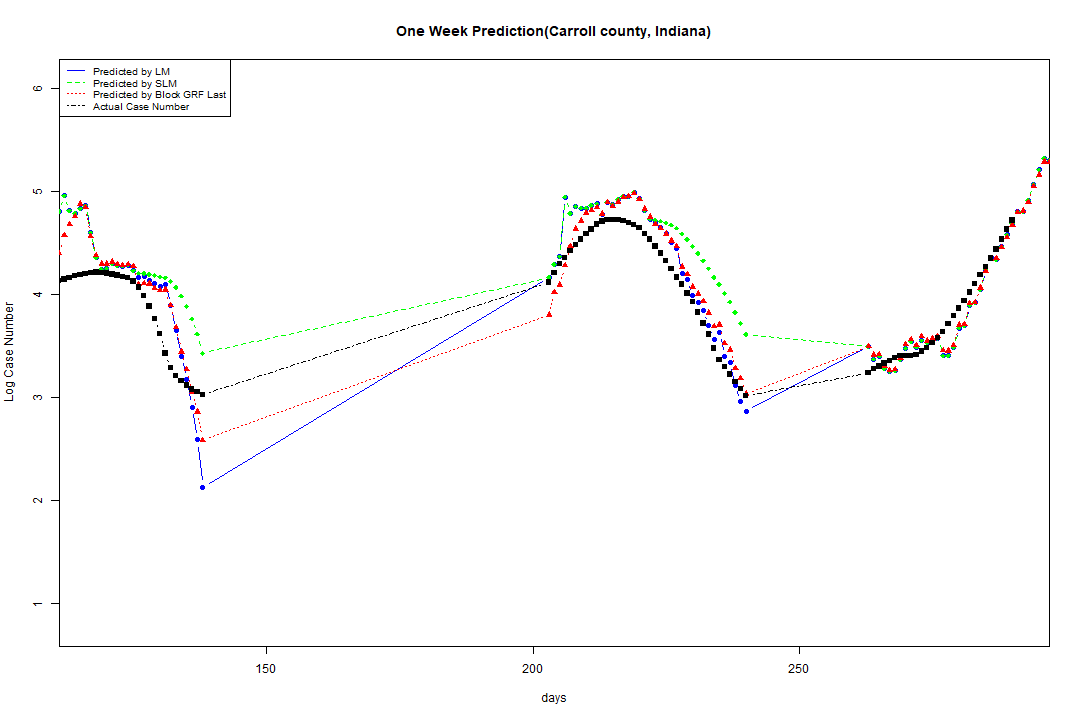 One Week Prediction(Carroll county, Indiana)
Predicted by LM
Predicted by SLM
Predicted by Block GRF Last
Actual Case Number
6
5
4
3
2
1
Log Case Number
150
200
250
days